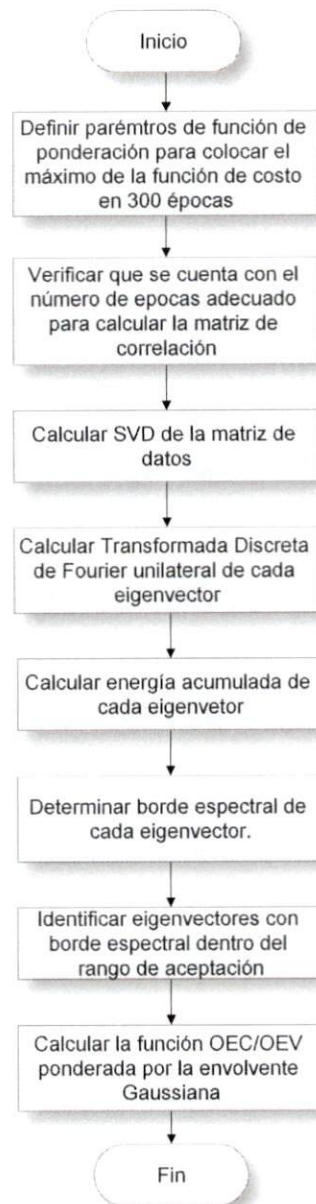 Inicio
Definir parémtros de función de
ponderación para colocar el
máximo de la función de costo
en 300 épocas
Verificar que se cuenta con el
número de epocas adecuado
para calcular la matriz de
correlación
Calcular SVD de la matriz de
datos
Calcular Transformada Discreta
de Fourier unilateral de cada
eigenvector
Calcular energía acumulada de
cada eigenvetor
Determinar borde espectral de
cada eigenvector.
Identificar eigenvectores con
borde espectral dentro del
rango de aceptación
Calcular la función OEC/OEV
ponderada por la envolvente
Gaussiana
Fin